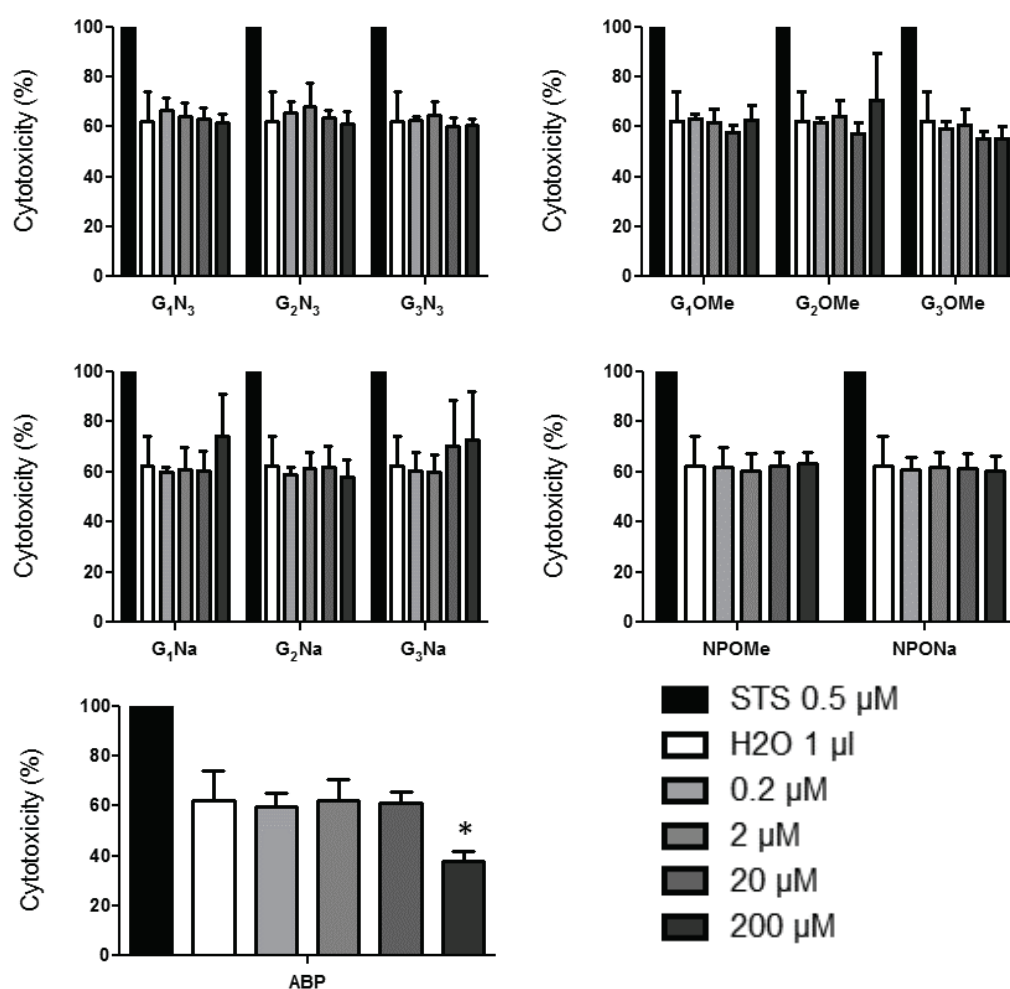 Cytotoxicity (%)
100
80
60
40
20
0
G1N3 G2N3 G3N3
Cytotoxicity (%)
100
80
60
40
20
0
G1OMe G2OMe G3OMe
Cytotoxicity (%)
100
80
60
40
20
0
G1Na G2Na G3Na
Cytotoxicity (%)
100
80
60
40
20
0
NPOMe NPONa
Cytotoxicity (%)
100
80
60
40
20
0
*
ABP
STS 0.5 µM
H2O 1 µl
0.2 µM
2 µM
20 µM
200 µM